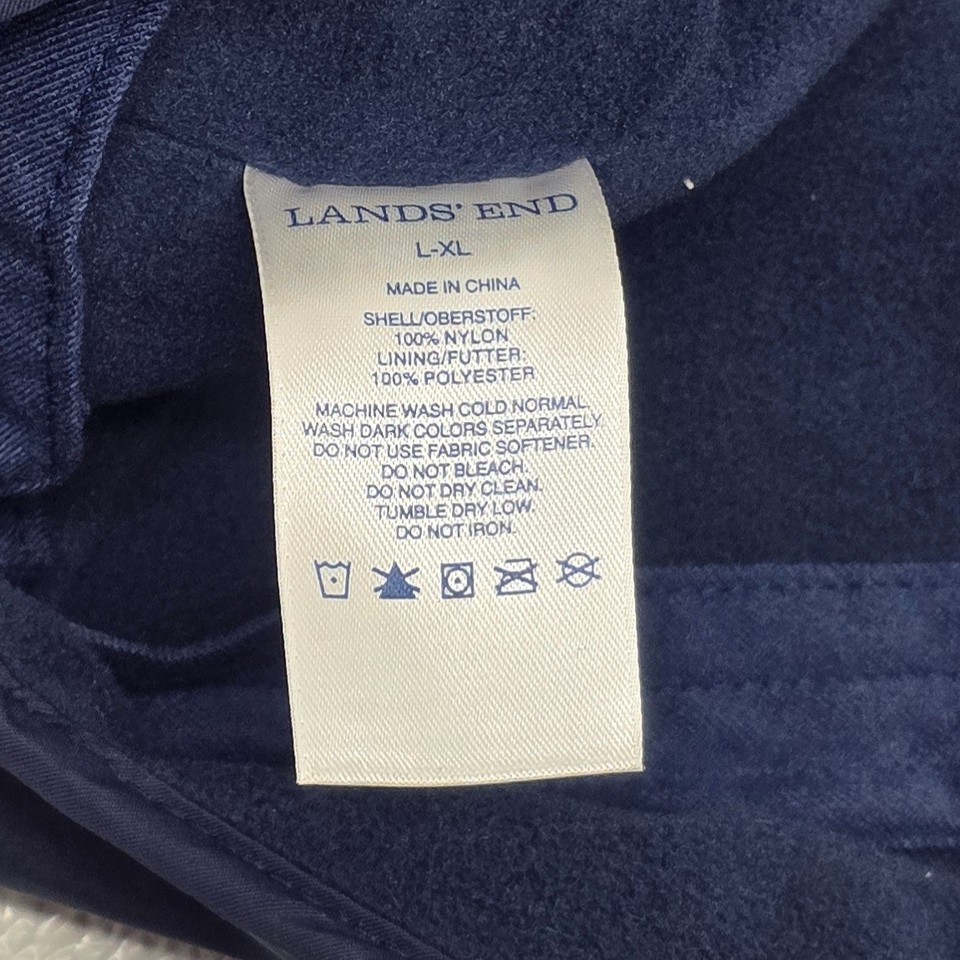 LANDS' END
L-XL
MADE IN CHINA
SHELL/OBERSTOFF:
100% NYLON
LINING/FUTTER:
100% POLYESTER
MACHINE WASH COLD NORMAL.
WASH DARK COLORS SEPARATELY.
DO NOT USE FABRIC SOFTENER.
DO NOT BLEACH.
DO NOT DRY CLEAN.
TUMBLE DRY LOW.
DO NOT IRON.